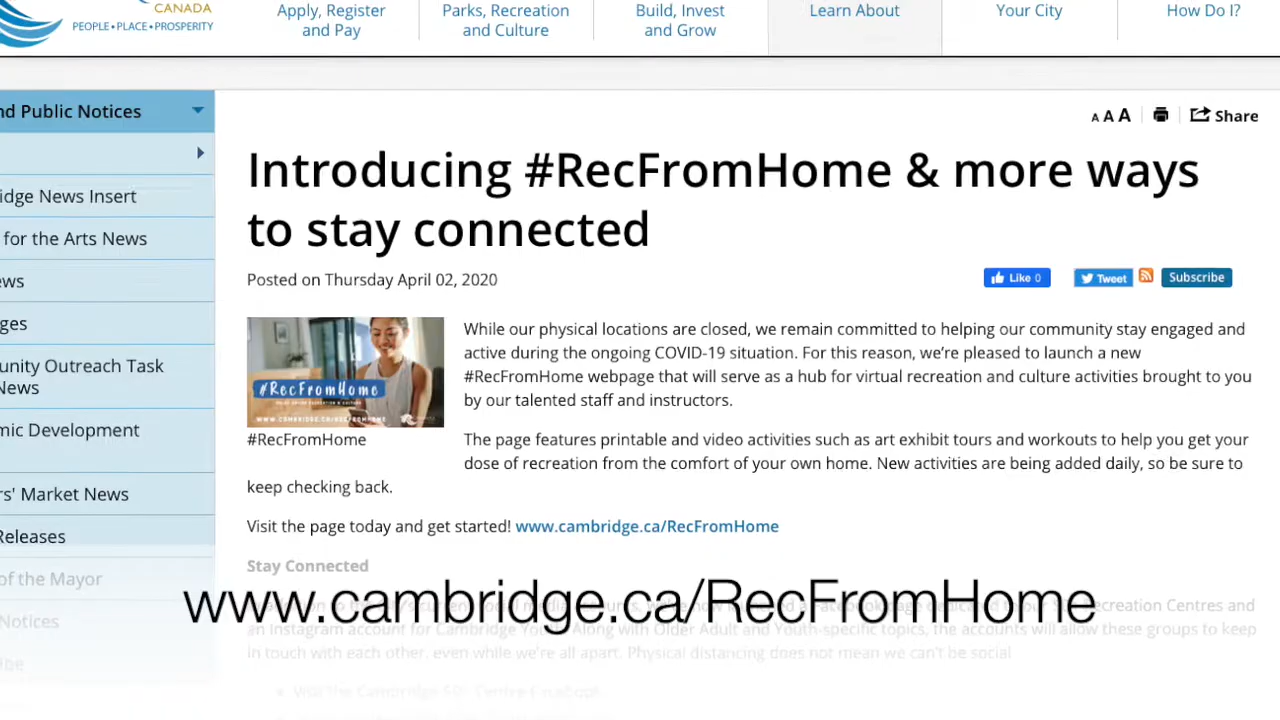 CANADA
PEOPLE•PLACE•PROSPERITY
Apply, Register
and Pay
Parks, Recreation
and Culture
Build, Invest
and Grow
Learn About
Your City
How Do I?
nd Public Notices
idge News Insert
for the Arts News
ews
ges
unity Outreach Task
News
mic Development
rs' Market News
Releases
of the Mayor
Notices
be
A A A
Share
Introducing #RecFromHome & more ways
to stay connected
Posted on Thursday April 02, 2020
Like 0
Tweet
Subscribe
#RecFromHome
WWW.CAMBRIDGE.CA/RECFROMHOME
#RecFromHome
While our physical locations are closed, we remain committed to helping our community stay engaged and
active during the ongoing COVID-19 situation. For this reason, we're pleased to launch a new
#RecFromHome webpage that will serve as a hub for virtual recreation and culture activities brought to you
by our talented staff and instructors.
The page features printable and video activities such as art exhibit tours and workouts to help you get your
dose of recreation from the comfort of your own home. New activities are being added daily, so be sure to
keep checking back.
Visit the page today and get started! www.cambridge.ca/RecFromHome
Stay Connected
www.cambridge.ca/RecFromHome
recreation Centres and
an Instagram account for Cambridge Youth. Along with Older Adult and Youth-specific topics, the accounts will allow these groups to keep
in touch with each other, even while we're all apart. Physical distancing does not mean we can't be social